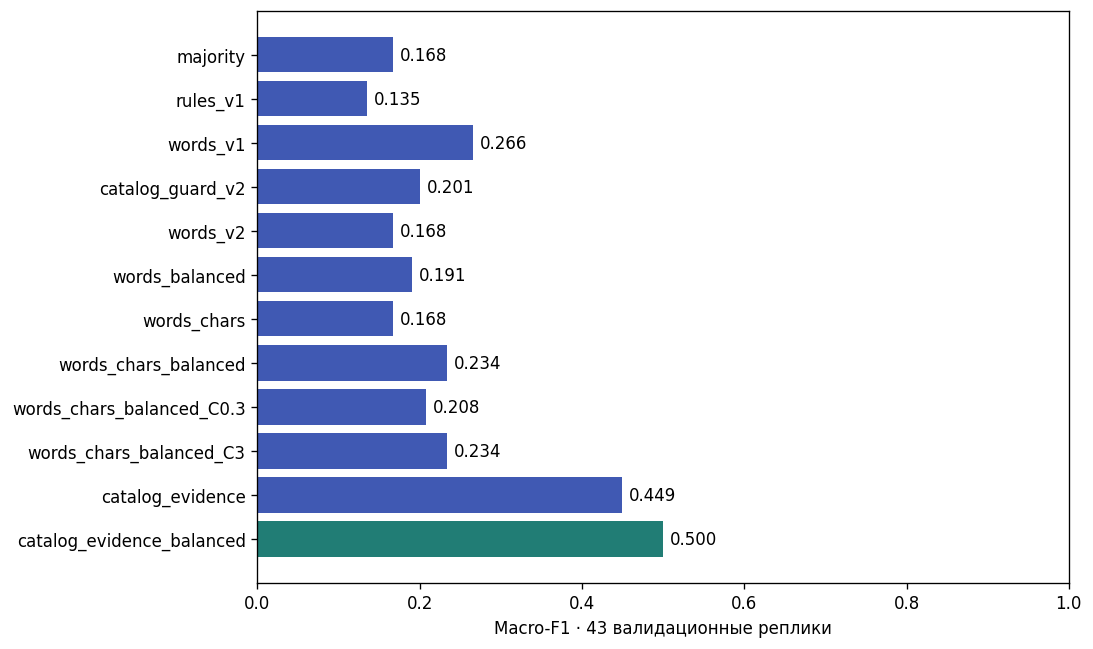 majority 0.168
rules_v1 0.135
words_v1 0.266
catalog_guard_v2 0.201
words_v2 0.168
words_balanced 0.191
words_chars 0.168
words_chars_balanced 0.234
words_chars_balanced_C0.3 0.208
words_chars_balanced_C3 0.234
catalog_evidence 0.449
catalog_evidence_balanced 0.500
0.0 0.2 0.4 0.6 0.8 1.0
Macro-F1 · 43 валидационные реплики